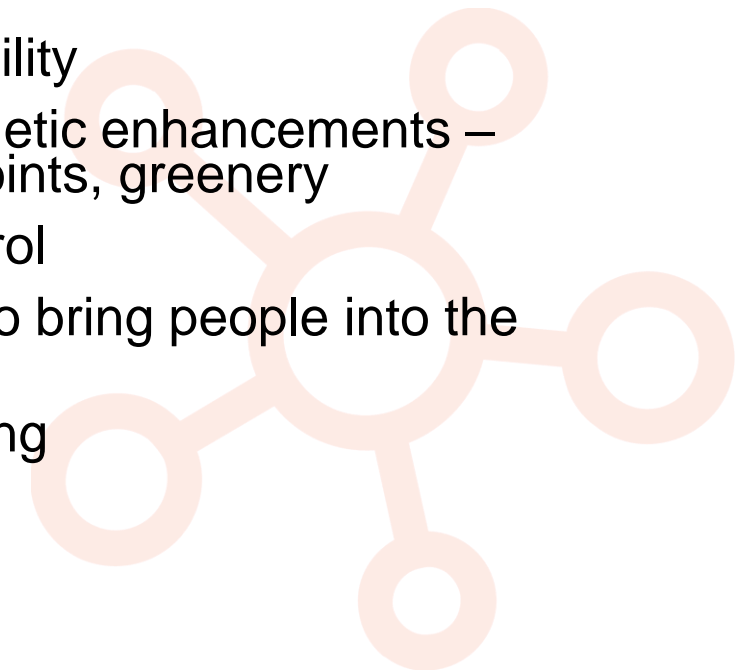 ility
etic enhancements –
oints, greenery
rol
o bring people into the
ng